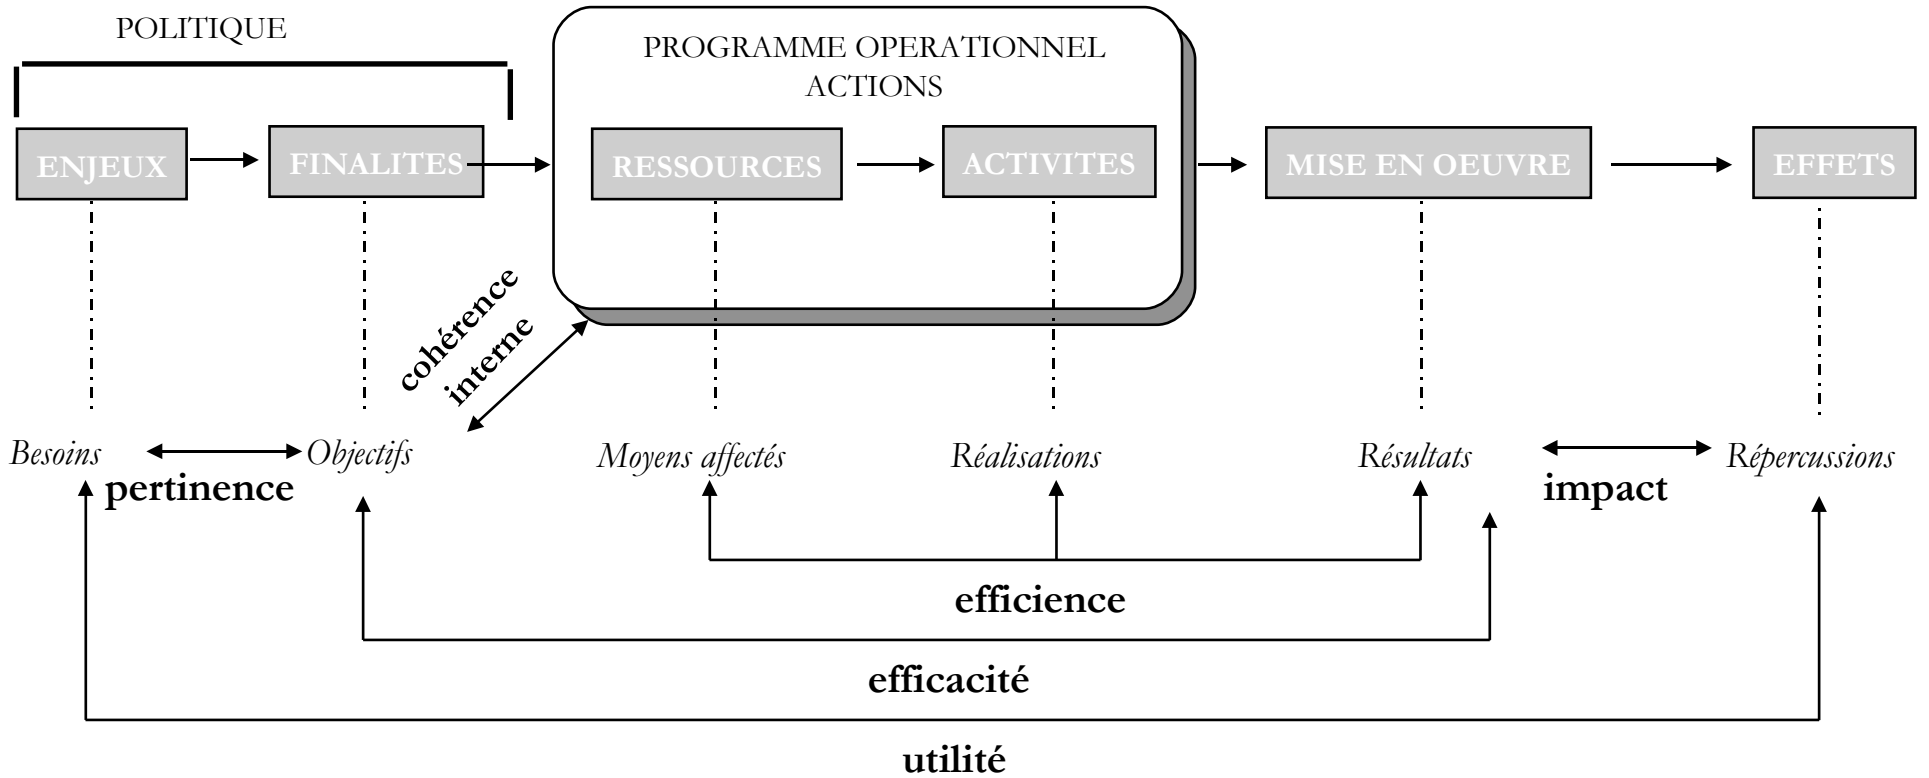 POLITIQUE
PROGRAMME OPERATIONNEL
ACTIONS
ENJEUX
FINALITES
RESSOURCES
ACTIVITES
MISE EN OEUVRE
EFFETS
cohérence
interne
Besoins
Objectifs
Moyens affectés
Réalisations
Résultats
Répercussions
pertinence
impact
efficience
efficacité
utilité